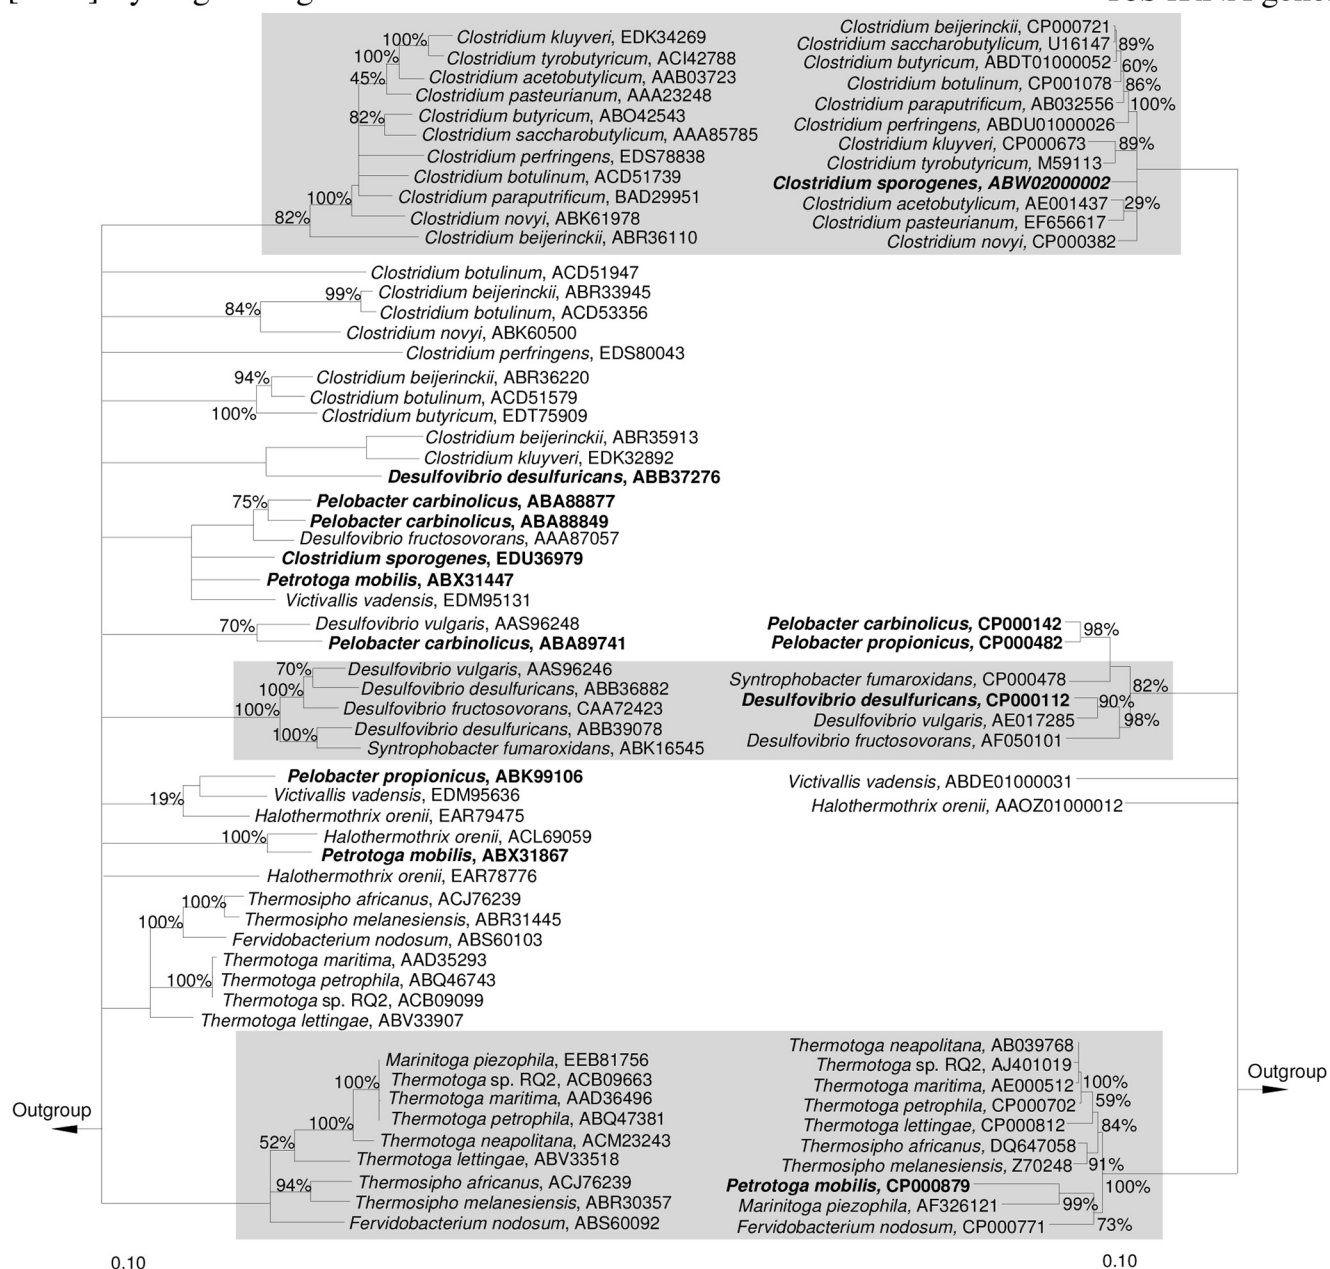 100% Clostridium kluyveri, EDK34269
100% Clostridium tyrobutyricum, ACI42788
45% Clostridium acetobutylicum, AAB03723
Clostridium pasteurianum, AAA23248
82% Clostridium butyricum, ABO42543
Clostridium saccharobutylicum, AAA85785
Clostridium perfringens, EDS78838
Clostridium botulinum, ACD51739
100% Clostridium paraputrificum, BAD29951
82% Clostridium novyi, ABK61978
Clostridium beijerinckii, ABR36110
Clostridium botulinum, ACD51947
99% Clostridium beijerinckii, ABR33945
84% Clostridium botulinum, ACD53356
Clostridium novyi, ABK60500
Clostridium perfringens, EDS80043
94% Clostridium beijerinckii, ABR36220
Clostridium botulinum, ACD51579
100% Clostridium butyricum, EDT75909
Clostridium beijerinckii, ABR35913
Clostridium kluyveri, EDK32892
Desulfovibrio desulfuricans, ABB37276
75% Pelobacter carbinolicus, ABA88877
Pelobacter carbinolicus, ABA88849
Desulfovibrio fructosovorans, AAA87057
Clostridium sporogenes, EDU36979
Petrotoga mobilis, ABX31447
Victivallis vadensis, EDM95131
70% Desulfovibrio vulgaris, AAS96248
Pelobacter carbinolicus, ABA89741
70% Desulfovibrio vulgaris, AAS96246
100% Desulfovibrio desulfuricans, ABB36882
100% Desulfovibrio fructosovorans, CAA72423
100% Desulfovibrio desulfuricans, ABB39078
Syntrophobacter fumaroxidans, ABK16545
Pelobacter propionicus, ABK99106
19% Victivallis vadensis, EDM95636
Halothermothrix orenii, EAR79475
100% Halothermothrix orenii, ACL69059
Petrotoga mobilis, ABX31867
Halothermothrix orenii, EAR78776
100% Thermosipho africanus, ACJ76239
100% Thermosipho melanesiensis, ABR31445
Fervidobacterium nodosum, ABS60103
Thermotoga maritima, AAD35293
100% Thermotoga petrophila, ABQ46743
Thermotoga sp. RQ2, ACB09099
Thermotoga lettingae, ABV33907
Marinitoga piezophila, EEB81756
100% Thermotoga sp. RQ2, ACB09663
Thermotoga maritima, AAD36496
100% Thermotoga petrophila, ABQ47381
52% Thermotoga neapolitana, ACM23243
Thermotoga lettingae, ABV33518
94% Thermosipho africanus, ACJ76239
Thermosipho melanesiensis, ABR30357
Fervidobacterium nodosum, ABS60092
Outgroup
0.10
Clostridium beijerinckii, CP000721
Clostridium saccharobutylicum, U16147 89%
Clostridium butyricum, ABDT01000052 60%
Clostridium botulinum, CP001078 86%
Clostridium paraputrificum, AB032556 100%
Clostridium perfringens, ABDU01000026
Clostridium kluyveri, CP000673 89%
Clostridium tyrobutyricum, M59113
Clostridium sporogenes, ABW02000002
Clostridium acetobutylicum, AE001437 29%
Clostridium pasteurianum, EF656617
Clostridium novyi, CP000382
Pelobacter carbinolicus, CP000142 98%
Pelobacter propionicus, CP000482
Syntrophobacter fumaroxidans, CP000478 82%
Desulfovibrio desulfuricans, CP000112 90%
Desulfovibrio vulgaris, AE017285 98%
Desulfovibrio fructosovorans, AF050101
Victivallis vadensis, ABDE01000031
Halothermothrix orenii, AAOZ01000012
Thermotoga neapolitana, AB039768
Thermotoga sp. RQ2, AJ401019
Thermotoga maritima, AE000512 100%
Thermotoga petrophila, CP000702 59%
Thermotoga lettingae, CP000812 84%
Thermosipho africanus, DQ647058
Thermosipho melanesiensis, Z70248 91%
Petrotoga mobilis, CP000879 100%
Marinitoga piezophila, AF326121 99%
Fervidobacterium nodosum, CP000771 73%
Outgroup
0.10